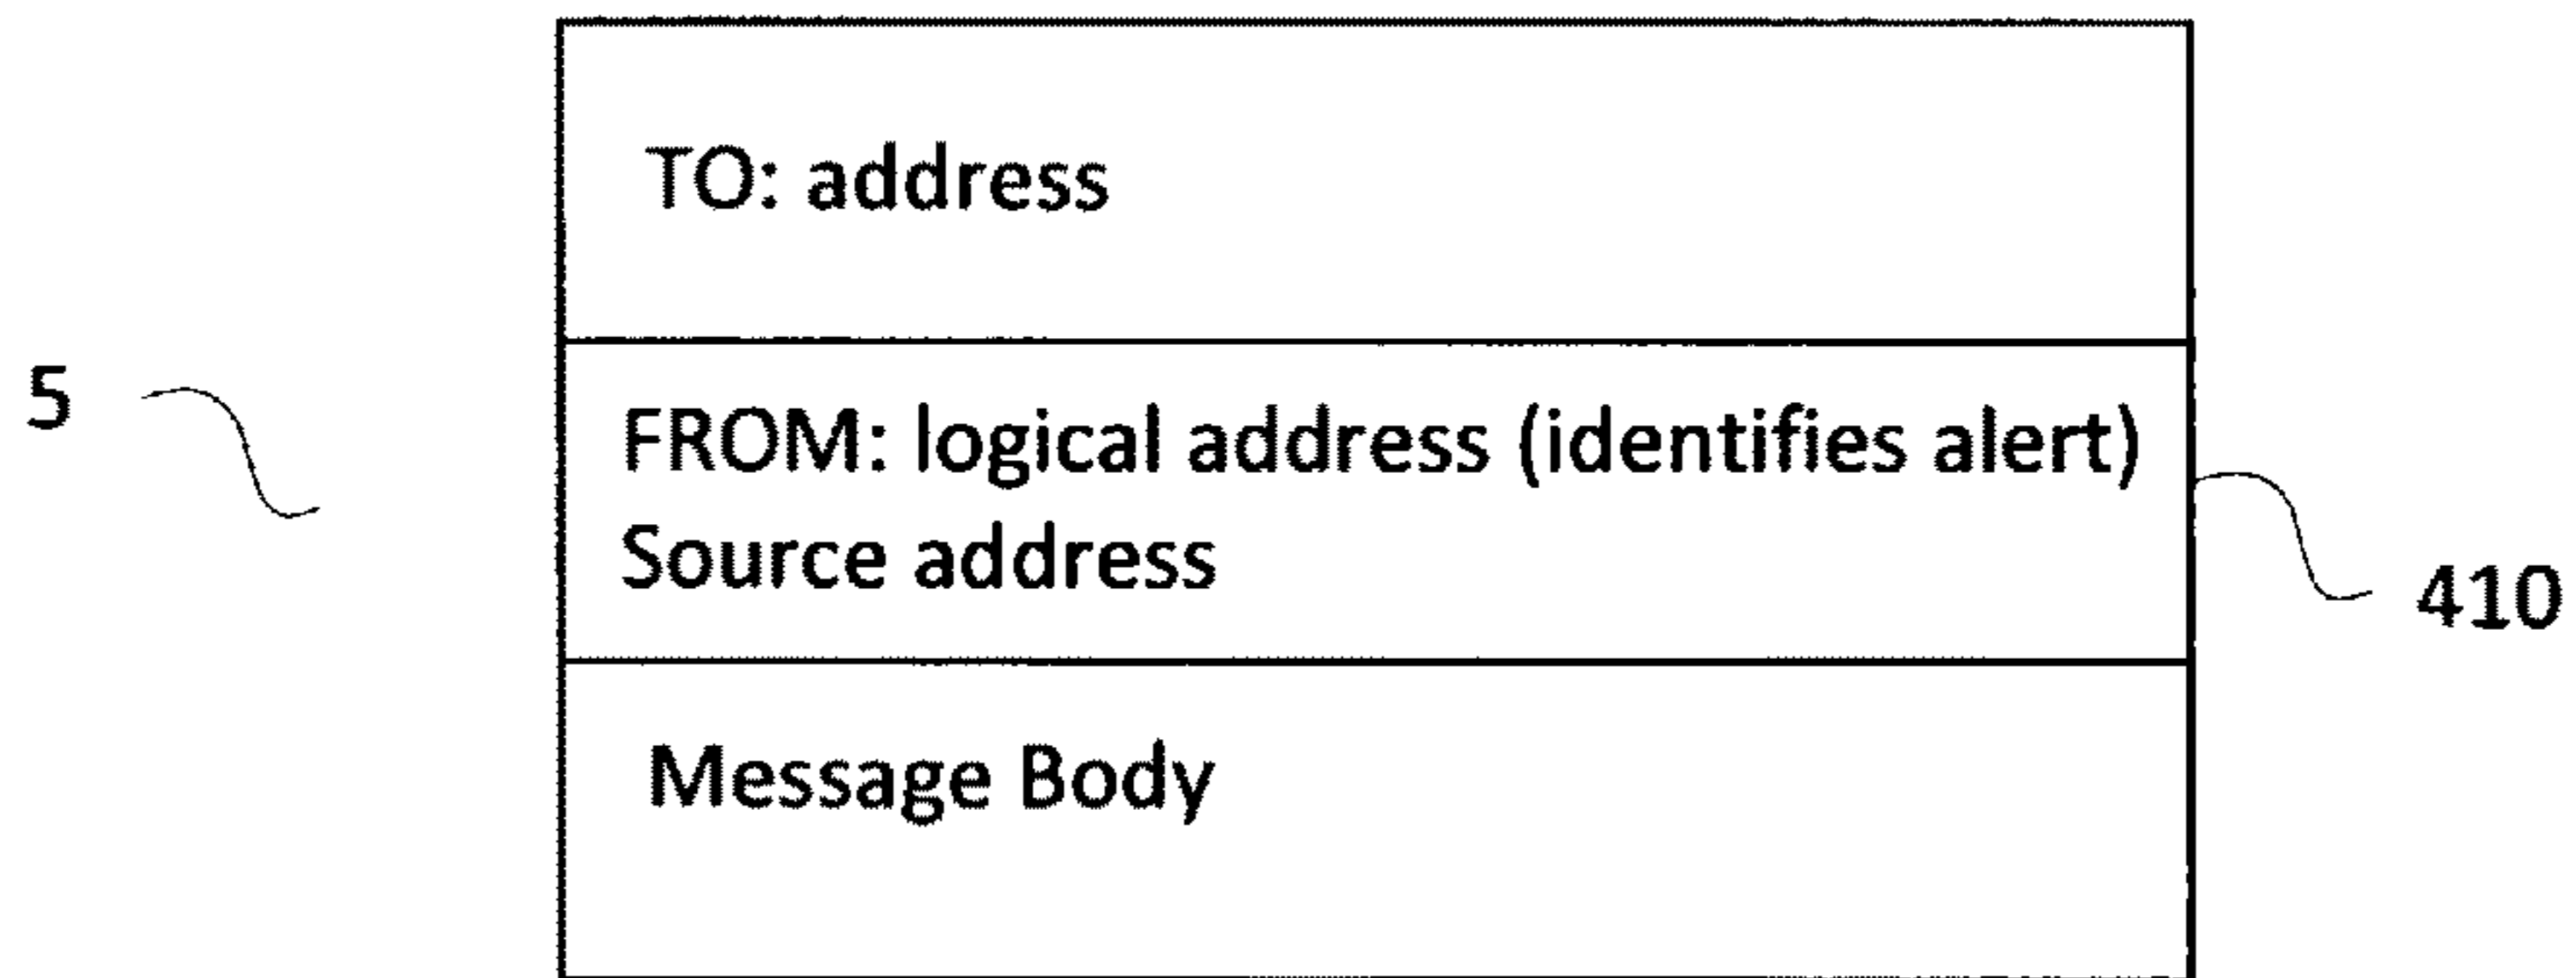 TO: address
5
FROM: logical address (identifies alert)
Source address
410
Message Body